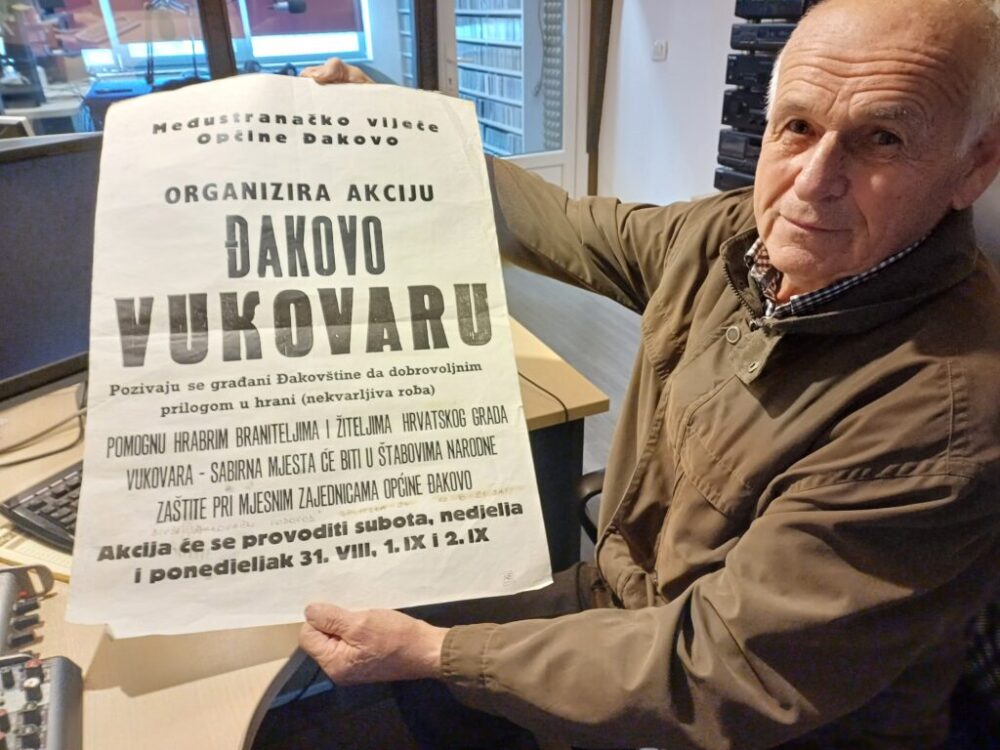 Međustranačko vijeće
Općine Đakovo
ORGANIZIRA AKCIJU
ĐAKOVO
VUKOVARU
Pozivaju se građani Đakovštine da dobrovoljnim
prilogom u hrani (nekvarljiva roba)
POMOGNU HRABRIM BRANITELJIMA I ŽITELJIMA HRVATSKOG GRADA
VUKOVARA - SABIRNA MJESTA ĆE BITI U ŠTABOVIMA NARODNE
ZAŠTITE PRI MJESNIM ZAJEDNICAMA OPĆINE ĐAKOVO
Akcija će se provoditi subota, nedjelja
i ponedjeljak 31. VIII, 1. IX i 2. IX